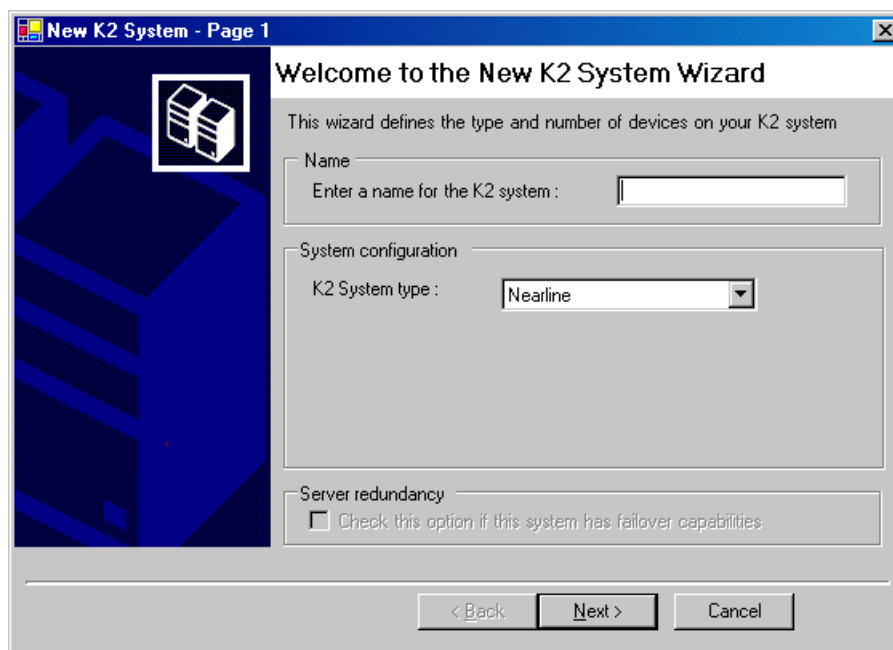 New K2 System - Page 1
Welcome to the New K2 System Wizard
This wizard defines the type and number of devices on your K2 system
Name
Enter a name for the K2 system :
System configuration
K2 System type :
Nearline
Server redundancy
Check this option if this system has failover capabilities
< Back
Next >
Cancel